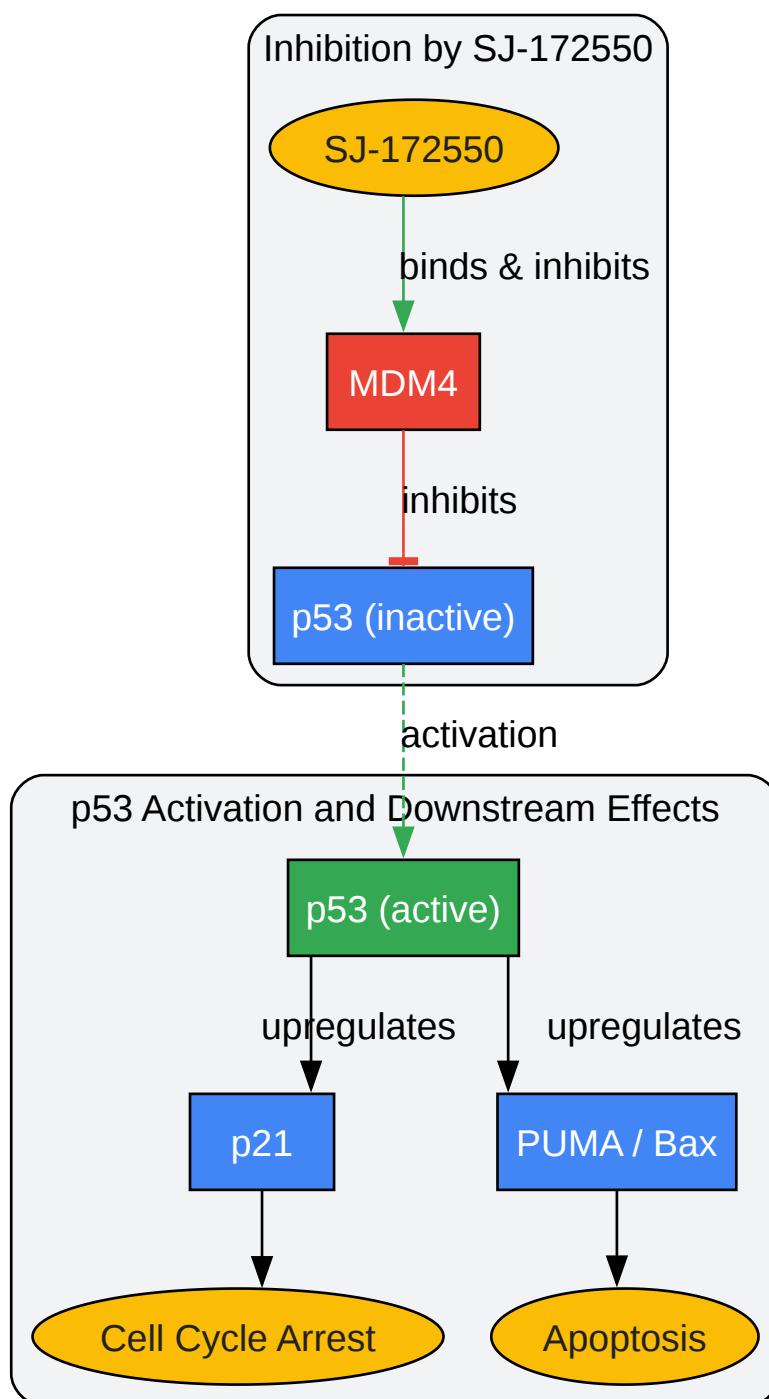 Inhibition by SJ-172550
SJ-172550
binds & inhibits
MDM4
inhibits
p53 (inactive)
activation
p53 Activation and Downstream Effects
p53 (active)
upregulates
upregulates
p21
PUMA / Bax
Cell Cycle Arrest
Apoptosis